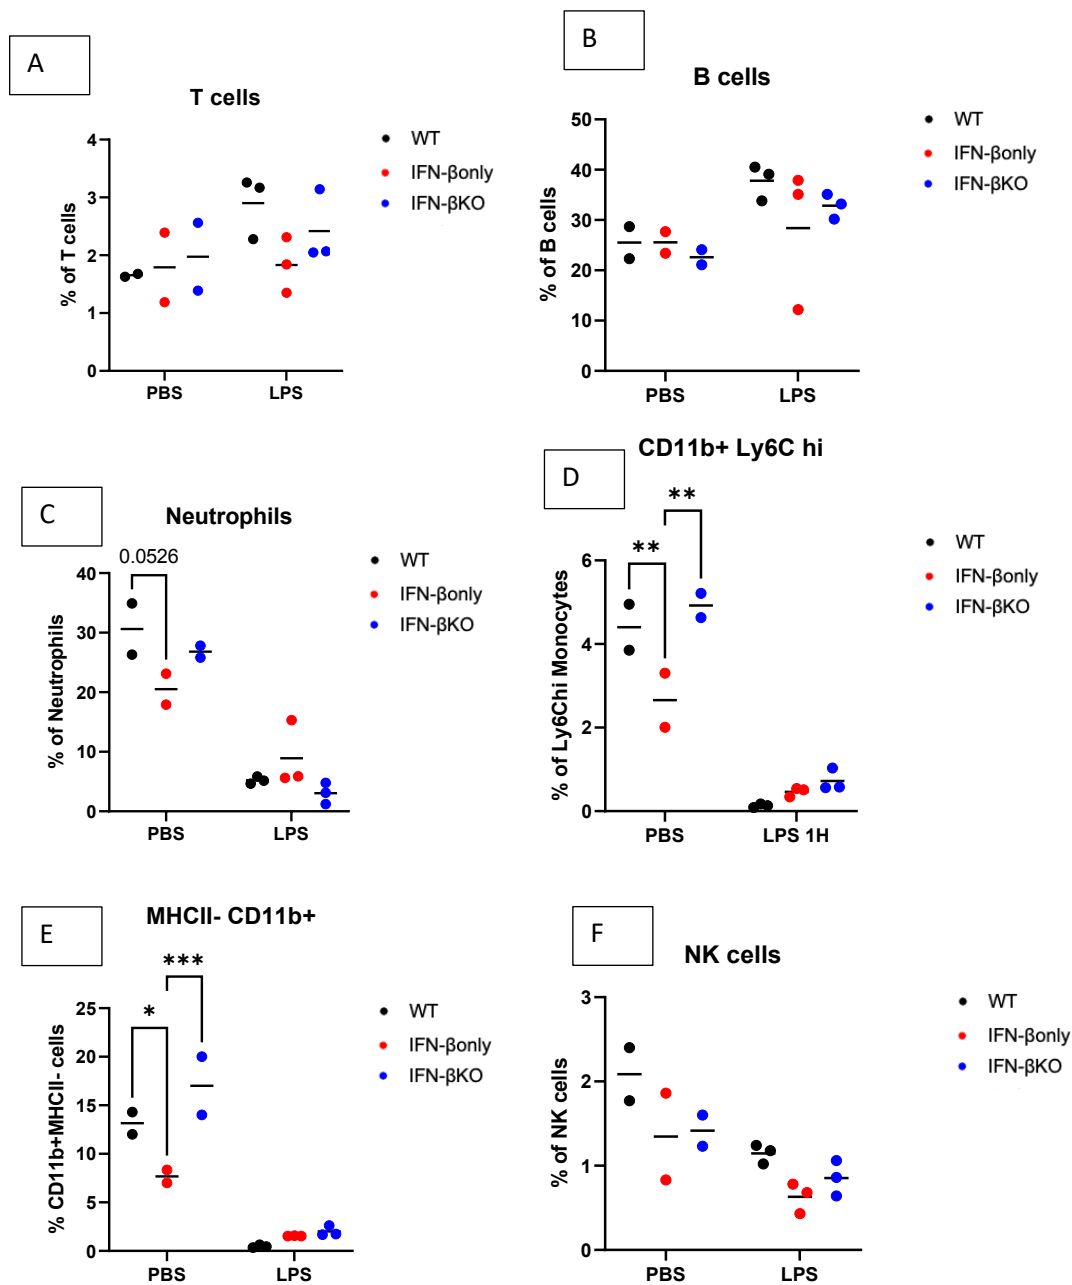 A
T cells
4
3
2
1
0
% of T cells
PBS
LPS
WT
IFN-βonly
IFN-βKO
B
B cells
50
40
30
20
10
0
% of B cells
PBS
LPS
WT
IFN-βonly
IFN-βKO
C
Neutrophils
0.0526
40
30
20
10
0
% of Neutrophils
PBS
LPS
WT
IFN-βonly
IFN-βKO
D
CD11b+ Ly6C hi
**
**
6
4
2
0
% of Ly6Chi Monocytes
PBS
LPS 1H
WT
IFN-βonly
IFN-βKO
E
MHCII- CD11b+
***
*
25
20
15
10
5
0
% CD11b+MHCII- cells
PBS
LPS
WT
IFN-βonly
IFN-βKO
F
NK cells
3
2
1
0
% of NK cells
PBS
LPS
WT
IFN-βonly
IFN-βKO